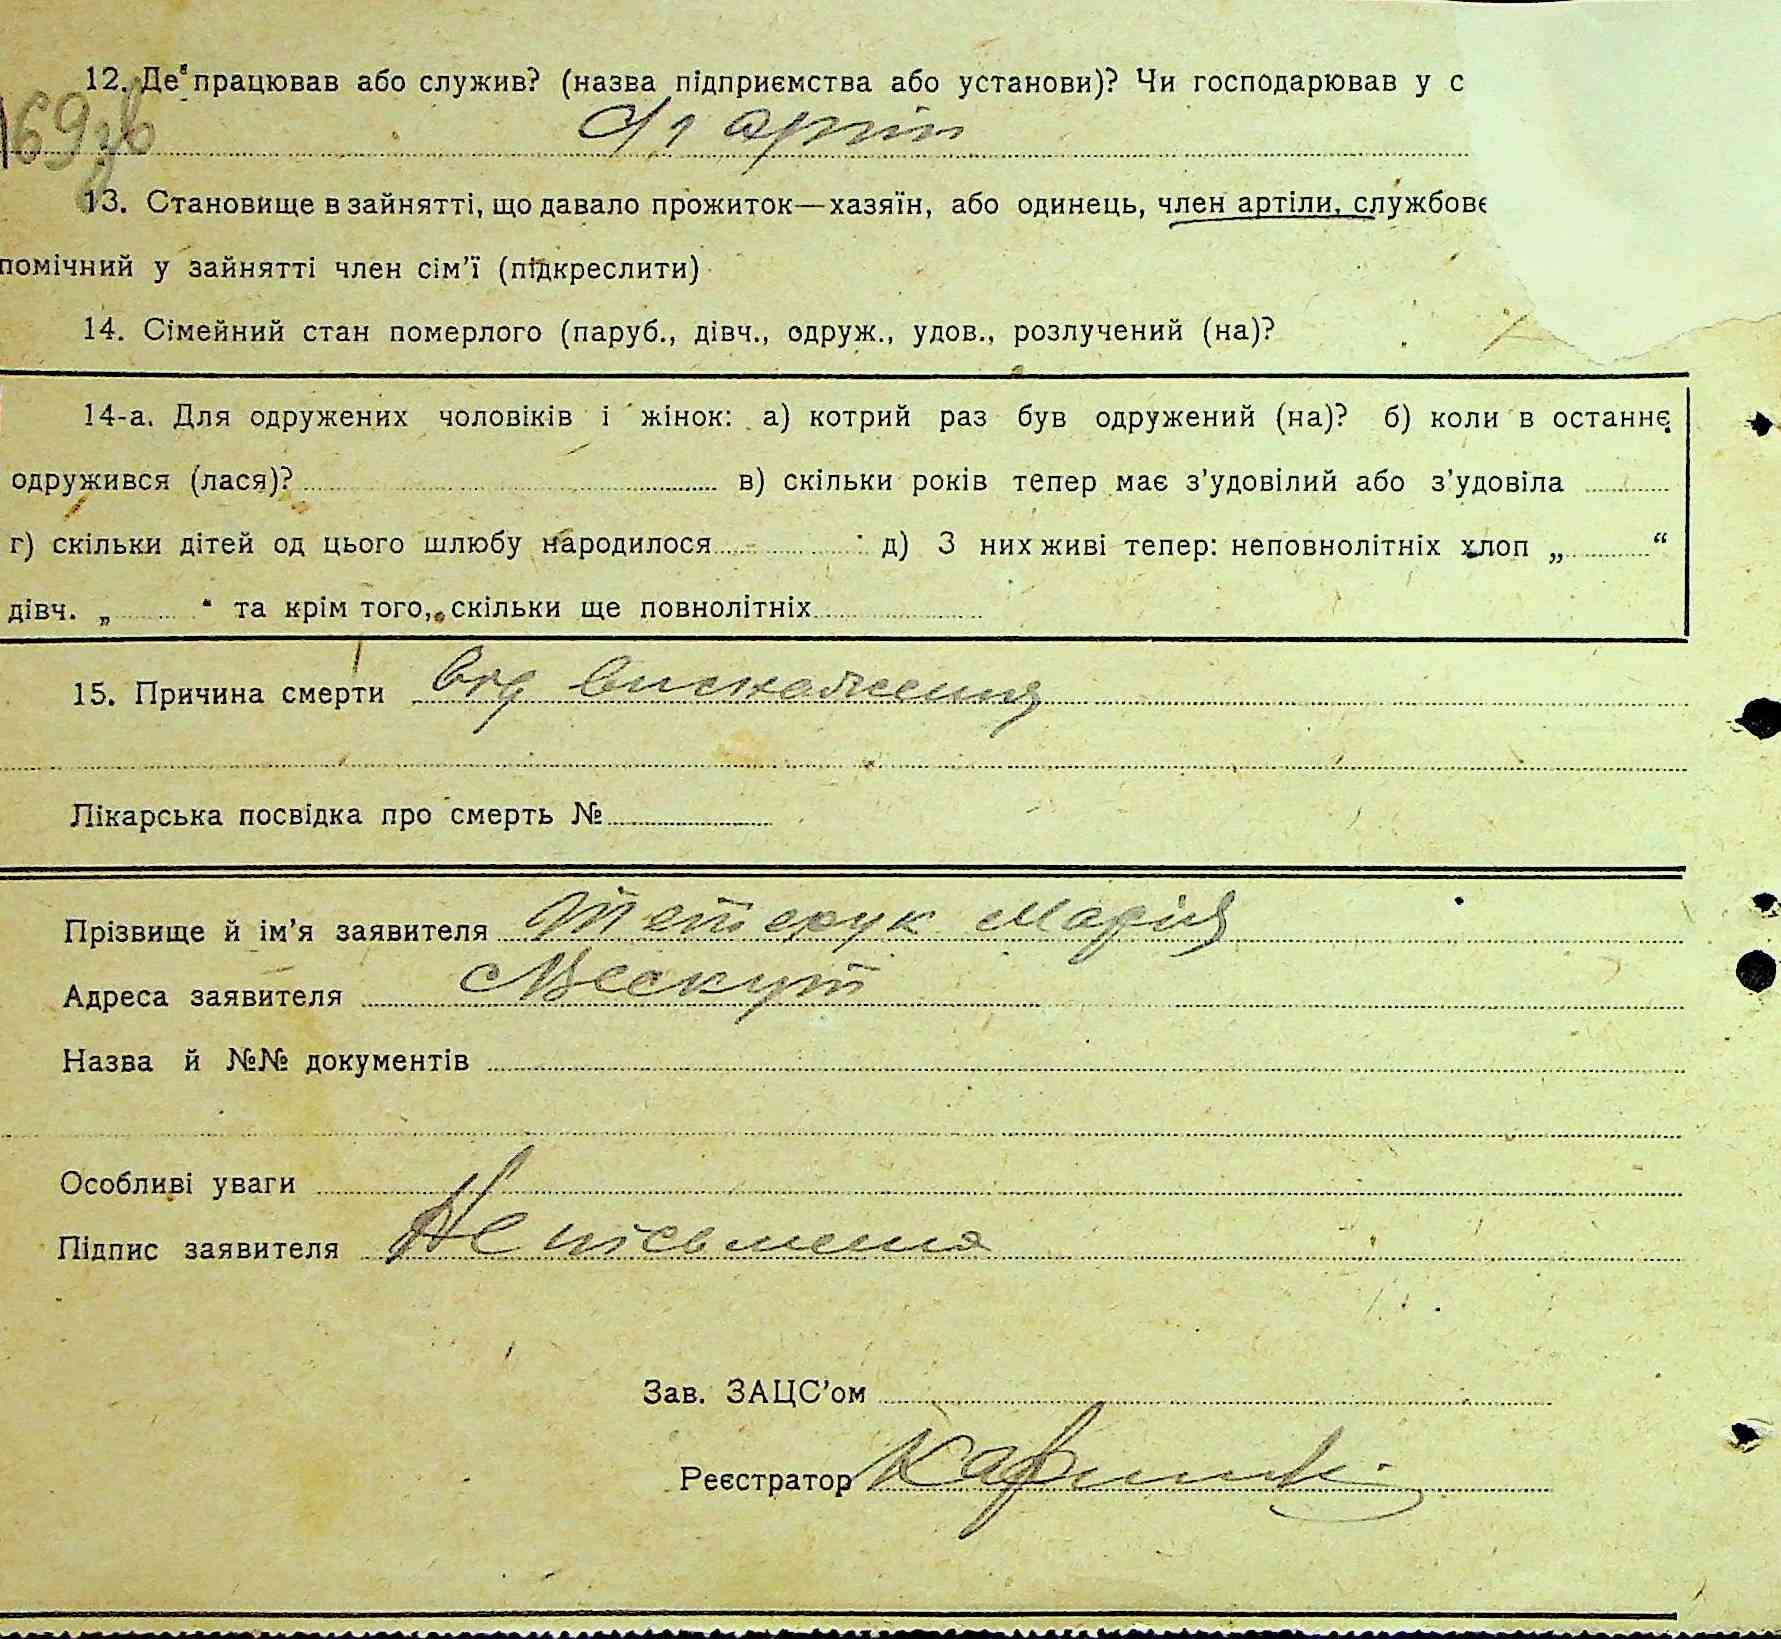 12. Де працював або служив? (назва підприємства або установи)? Чи господарював у с
169 зв
С/г артіп
13. Становище в зайнятті, що давало прожиток—хазяїн, або одинець, член артіли, службове
помічний у зайнятті член сім’ї (підкреслити)
14. Сімейний стан померлого (паруб., дівч., одруж., удов., розлучений (на)?
14-а. Для одружених чоловіків і жінок: а) котрий раз був одружений (на)? б) коли в останнє
одружився (лася)? в) скільки років тепер має з’удовілий або з’удовіла
г) скільки дітей од цього шлюбу народилося д) З них живі тепер: неповнолітніх хлоп „ “
дівч. „ “ та крім того, скільки ще повнолітніх
15. Причина смерти від виснаження
Лікарська посвідка про смерть №
Прізвище й ім’я заявителя Тетерук Марія
Адреса заявителя
Назва й №№ документів
Особливі уваги
Підпис заявителя Неписьмена
Зав. ЗАЦС’ом
Реєстратор